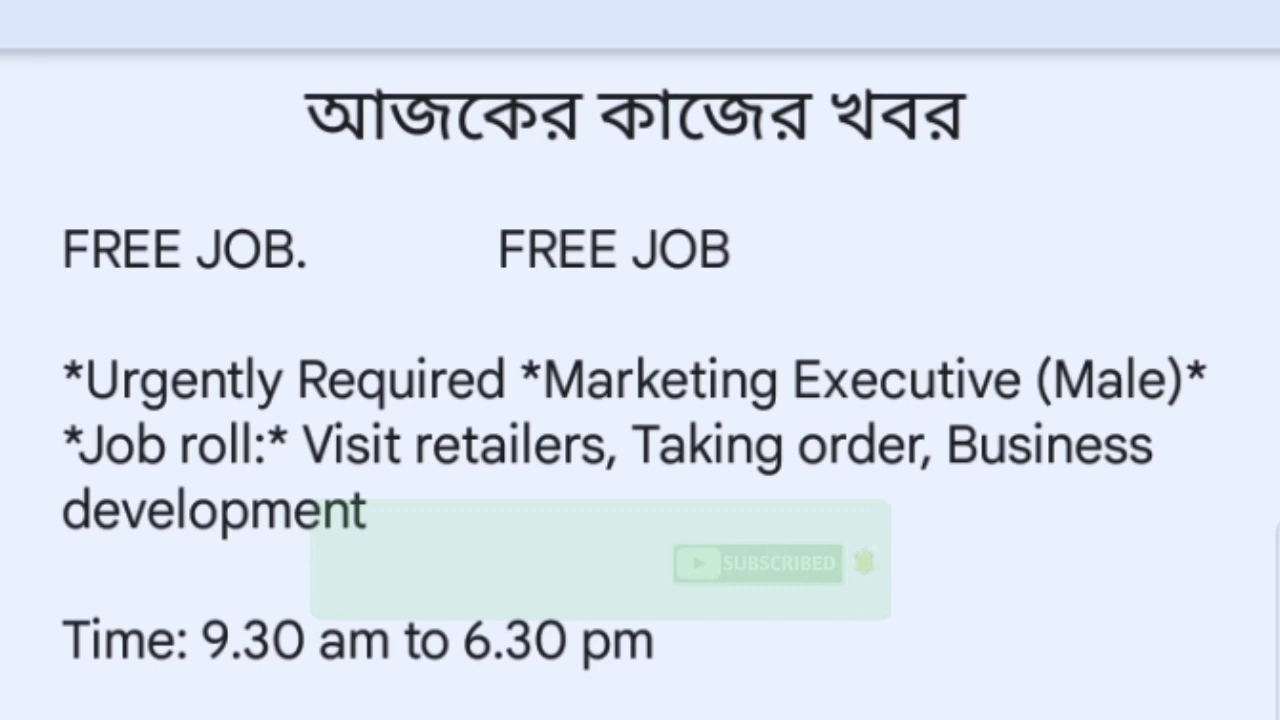 আজকের কাজের খবর
FREE JOB. FREE JOB
*Urgently Required *Marketing Executive (Male)*
*Job roll:* Visit retailers, Taking order, Business
development
SUBSCRIBED
Time: 9.30 am to 6.30 pm